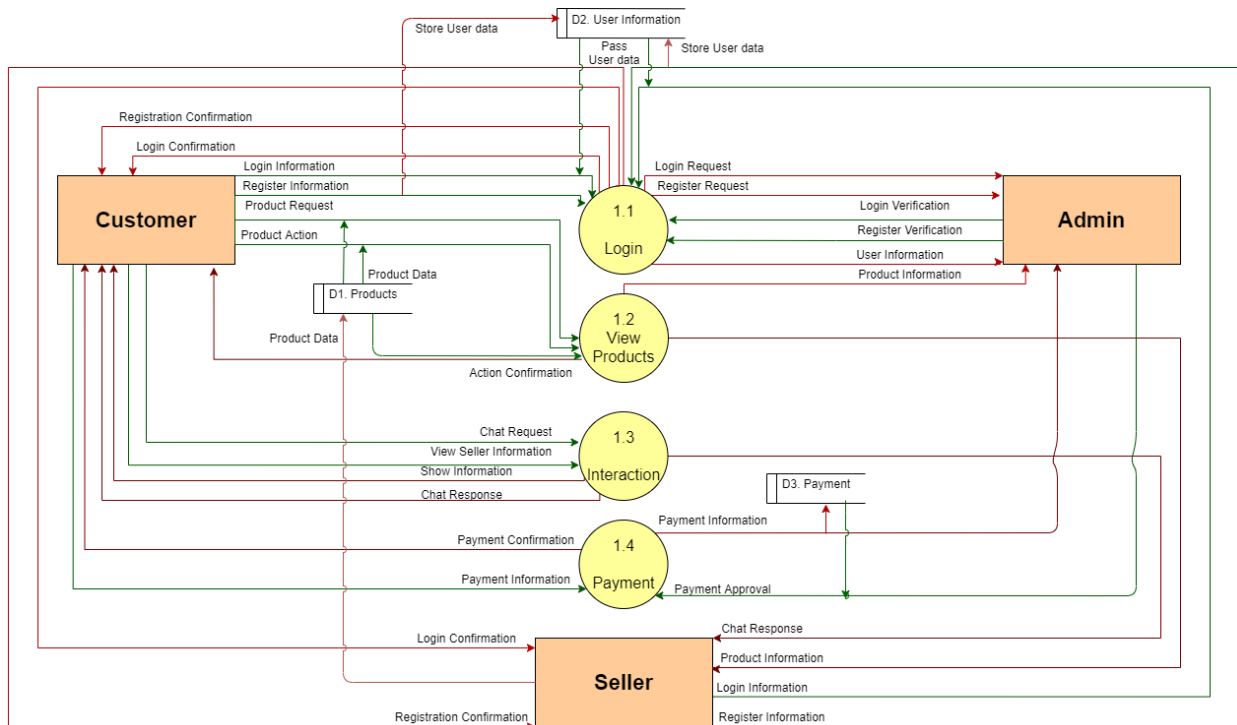 D2. User Information
Store User data
Pass
User data
Store User data
Registration Confirmation
Login Confirmation
Login Information
Register Information
Product Request
Product Action
Customer
Login Request
Register Request
Login Verification
Register Verification
User Information
Product Information
Admin
1.1
Login
Product Data
D1. Products
Product Data
1.2
View
Products
Action Confirmation
Chat Request
View Seller Information
Show Information
Chat Response
1.3
Interaction
D3. Payment
Payment Information
Payment Confirmation
1.4
Payment
Payment Information
Payment Approval
Login Confirmation
Chat Response
Product Information
Seller
Login Information
Registration Confirmation
Register Information